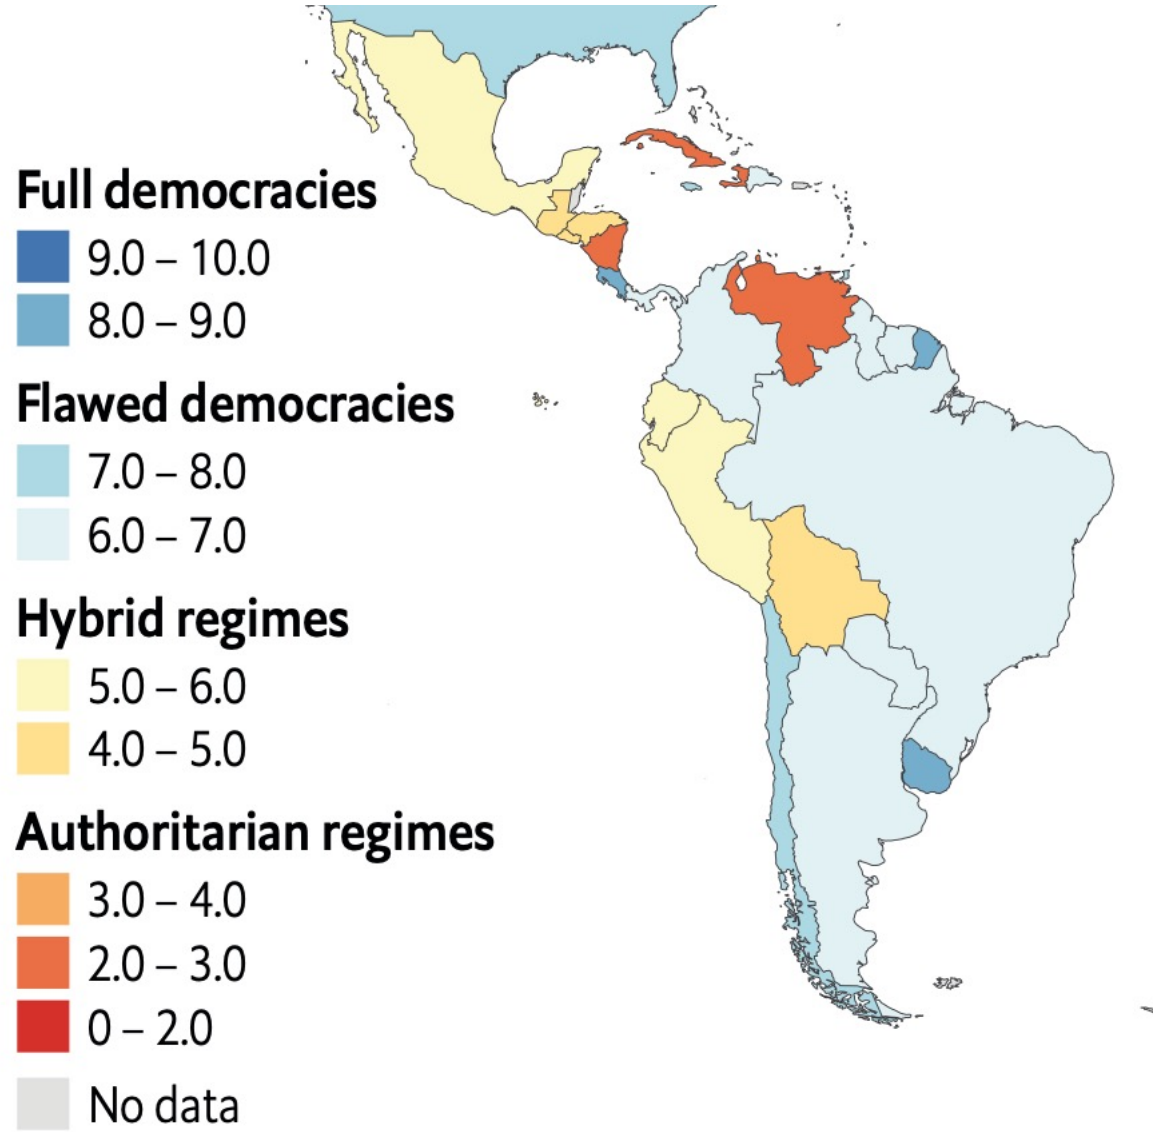 Full democracies
9.0 – 10.0
8.0 – 9.0
Flawed democracies
7.0 – 8.0
6.0 – 7.0
Hybrid regimes
5.0 – 6.0
4.0 – 5.0
Authoritarian regimes
3.0 – 4.0
2.0 – 3.0
0 – 2.0
No data